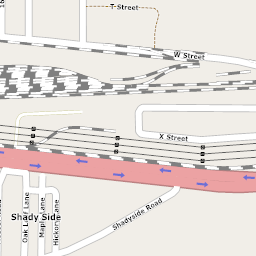 T Street
W Street
X Street
Shady Side
Shadyside Road
Oak Lane
Maple Lane
Hickory Lane